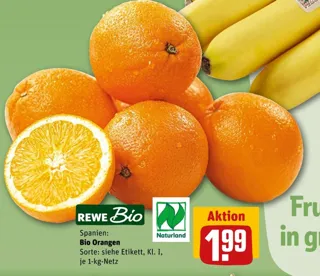 REWE Bio
Naturland
Spanien:
Bio Orangen
Sorte: siehe Etikett, Kl. I,
je 1-kg-Netz
Aktion
1.99
Fru
in g